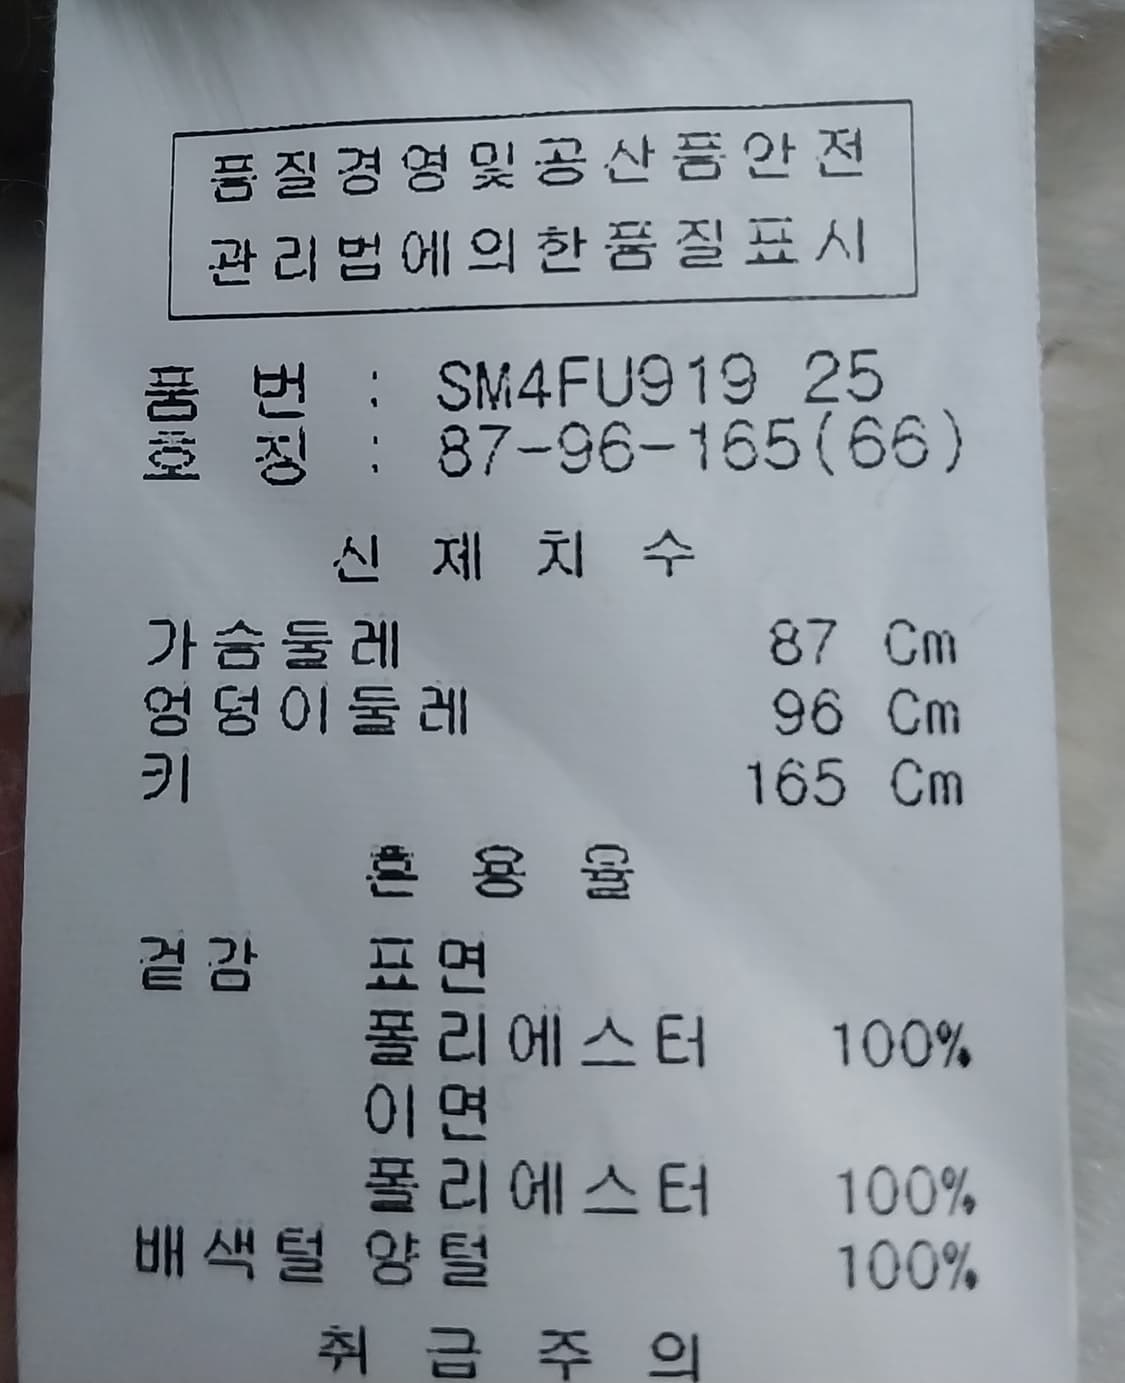 품질경영및공산품안전
관리법에의한품질표시
품 번 : SM4FU919 25
호 칭 : 87-96-165(66)
신 제 치 수
가슴둘레 87 Cm
엉덩이둘레 96 Cm
키 165 Cm
혼 용 율
겉감 표면
폴리에스터 100%
이면
폴리에스터 100%
배색털 양털 100%
취 급 주 의